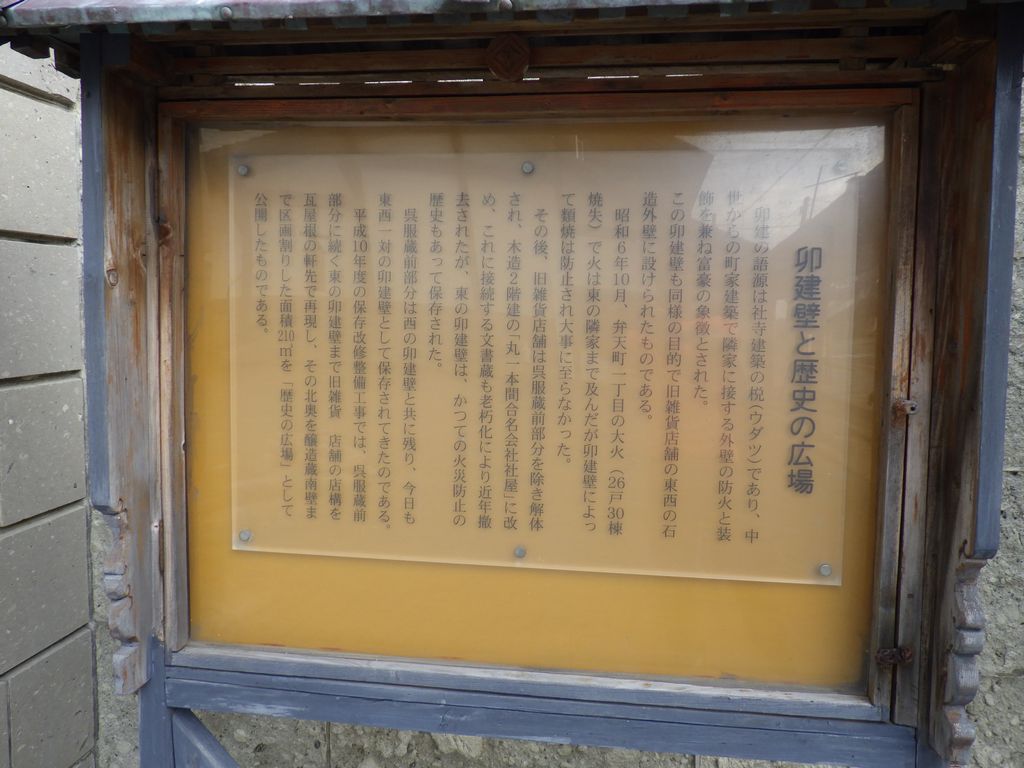 卯建壁と歴史の広場
卯建の語源は社寺建築の梲(ウダツ)であり、中
世からの町家建築で隣家に接する外壁の防火と装
飾を兼ね富豪の象徴とされた。
この卯建壁も同様の目的で旧雑貨店舗の東西の石
造外壁に設けられたものである。
昭和6年10月、弁天町一丁目の大火(26戸30棟
焼失)で火は東の隣家まで及んだが卯建壁によっ
て類焼は防止され大事に至らなかった。
その後、旧雑貨店舗は呉服蔵前部分を除き解体
され、木造2階建の「丸一本間合名会社社屋」に改
め、これに接続する文書蔵も老朽化により近年撤
去されたが、東の卯建壁は、かつての火災防止の
歴史もあって保存された。
呉服蔵前部分は西の卯建壁と共に残り、今日も
東西一対の卯建壁として保存されてきたのである。
平成10年度の保存改修整備工事では、呉服蔵前
部分に続く東の卯建壁まで旧雑貨 店舗の店構を
瓦屋根の軒先で再現し、その北奥を醸造蔵南壁ま
で区画割りした面積210㎡を「歴史の広場」として
公開したものである。